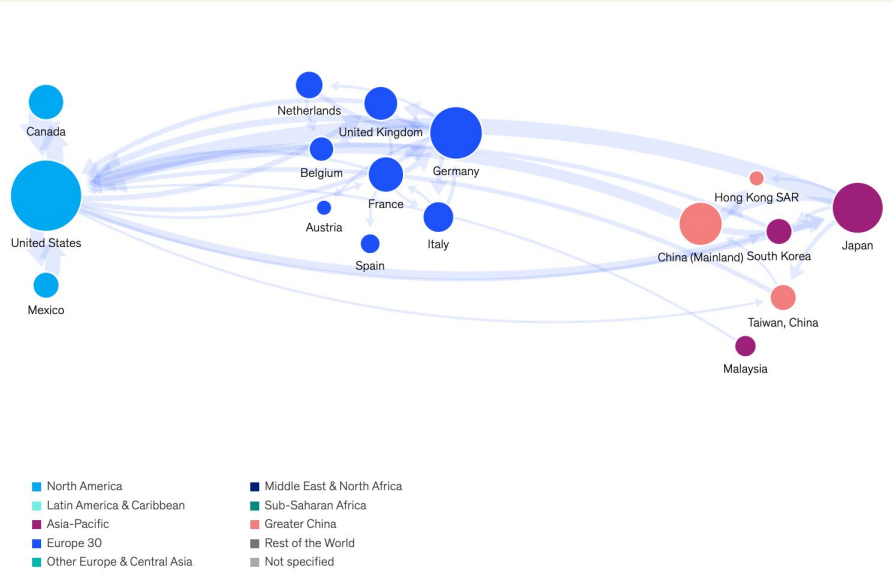 Canada
United States
Mexico
Netherlands
United Kingdom
Belgium
Germany
France
Austria
Italy
Spain
Hong Kong SAR
China (Mainland)
South Korea
Japan
Taiwan, China
Malaysia
North America
Latin America & Caribbean
Asia-Pacific
Europe 30
Other Europe & Central Asia
Middle East & North Africa
Sub-Saharan Africa
Greater China
Rest of the World
Not specified